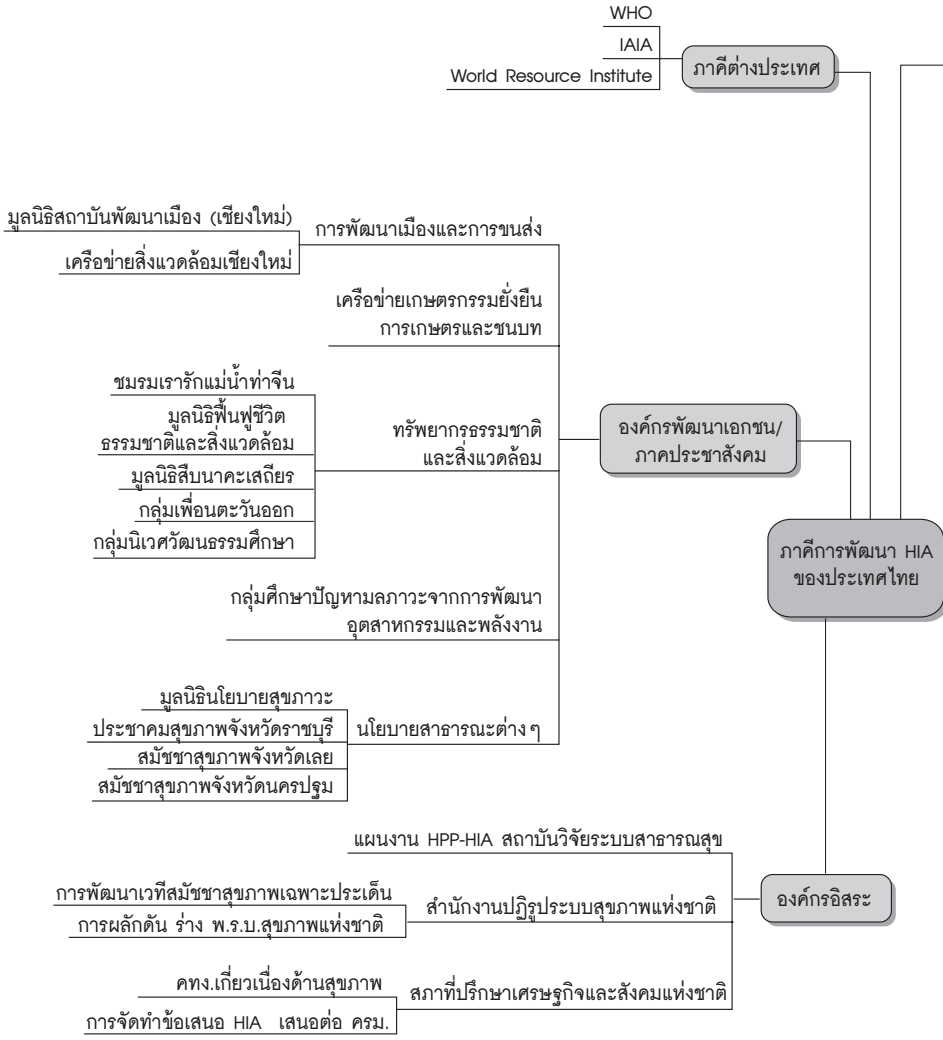 WHO
IAIA
World Resource Institute
ภาคีต่างประเทศ
มูลนิธิสถาบันพัฒนาเมือง (เชียงใหม่)
เครือข่ายสิ่งแวดล้อมเชียงใหม่
การพัฒนาเมืองและการขนส่ง
เครือข่ายเกษตรกรรมยั่งยืน
การเกษตรและชนบท
ชมรมเรารักแม่น้ำท่าจีน
มูลนิธิฟื้นฟูชีวิต
ธรรมชาติและสิ่งแวดล้อม
มูลนิธิสืบนาคะเสถียร
กลุ่มเพื่อนตะวันออก
กลุ่มนิเวศวัฒนธรรมศึกษา
ทรัพยากรธรรมชาติ
และสิ่งแวดล้อม
องค์กรพัฒนาเอกชน/
ภาคประชาสังคม
ภาคีการพัฒนา HIA
ของประเทศไทย
กลุ่มศึกษาปัญหามลภาวะจากการพัฒนา
อุตสาหกรรมและพลังงาน
มูลนิธินโยบายสุขภาวะ
ประชาคมสุขภาพจังหวัดราชบุรี
สมัชชาสุขภาพจังหวัดเลย
สมัชชาสุขภาพจังหวัดนครปฐม
นโยบายสาธารณะต่างๆ
แผนงาน HPP-HIA สถาบันวิจัยระบบสาธารณสุข
การพัฒนาเวทีสมัชชาสุขภาพเฉพาะประเด็น
การผลักดัน ร่าง พ.ร.บ.สุขภาพแห่งชาติ
สำนักงานปฏิรูประบบสุขภาพแห่งชาติ
องค์กรอิสระ
คทง.เกี่ยวเนื่องด้านสุขภาพ
การจัดทำข้อเสนอ HIA เสนอต่อ ครม.
สภาที่ปรึกษาเศรษฐกิจและสังคมแห่งชาติ